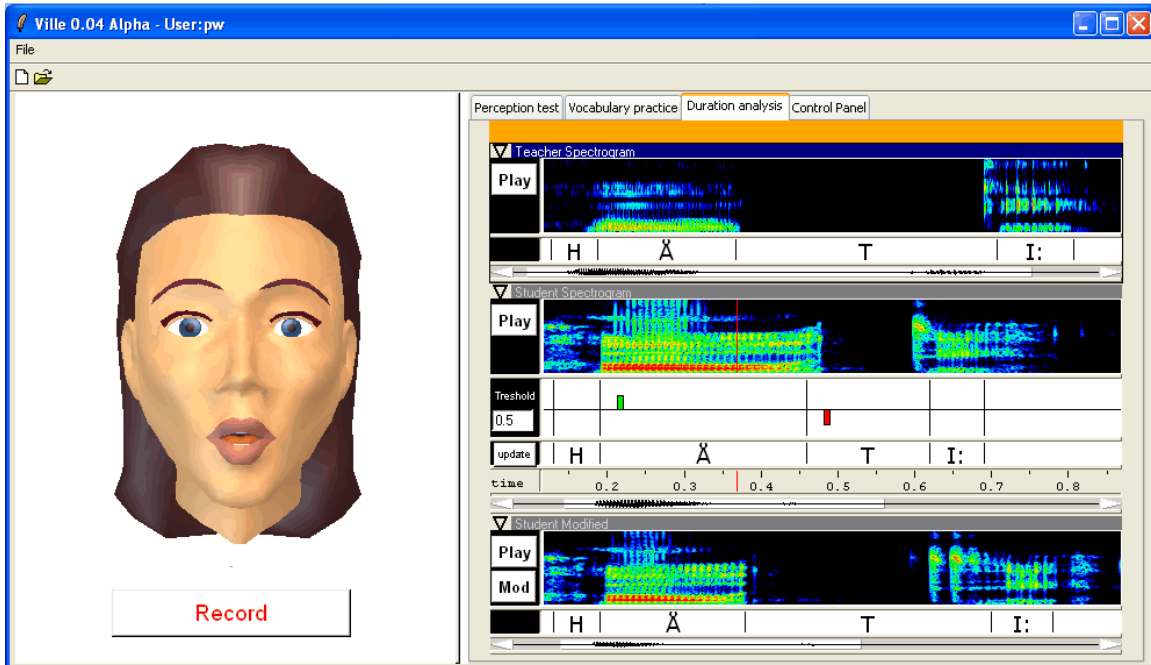 Ville 0.04 Alpha - User:pw
File
Perception test Vocabulary practice Duration analysis Control Panel
Teacher Spectrogram
Play
H Ä T I:
Student Spectrogram
Play
Treshold
0.5
update H Ä T I:
time 0.2 0.3 0.4 0.5 0.6 0.7 0.8
Student Modified
Play
Mod
H Ä T I:
Record